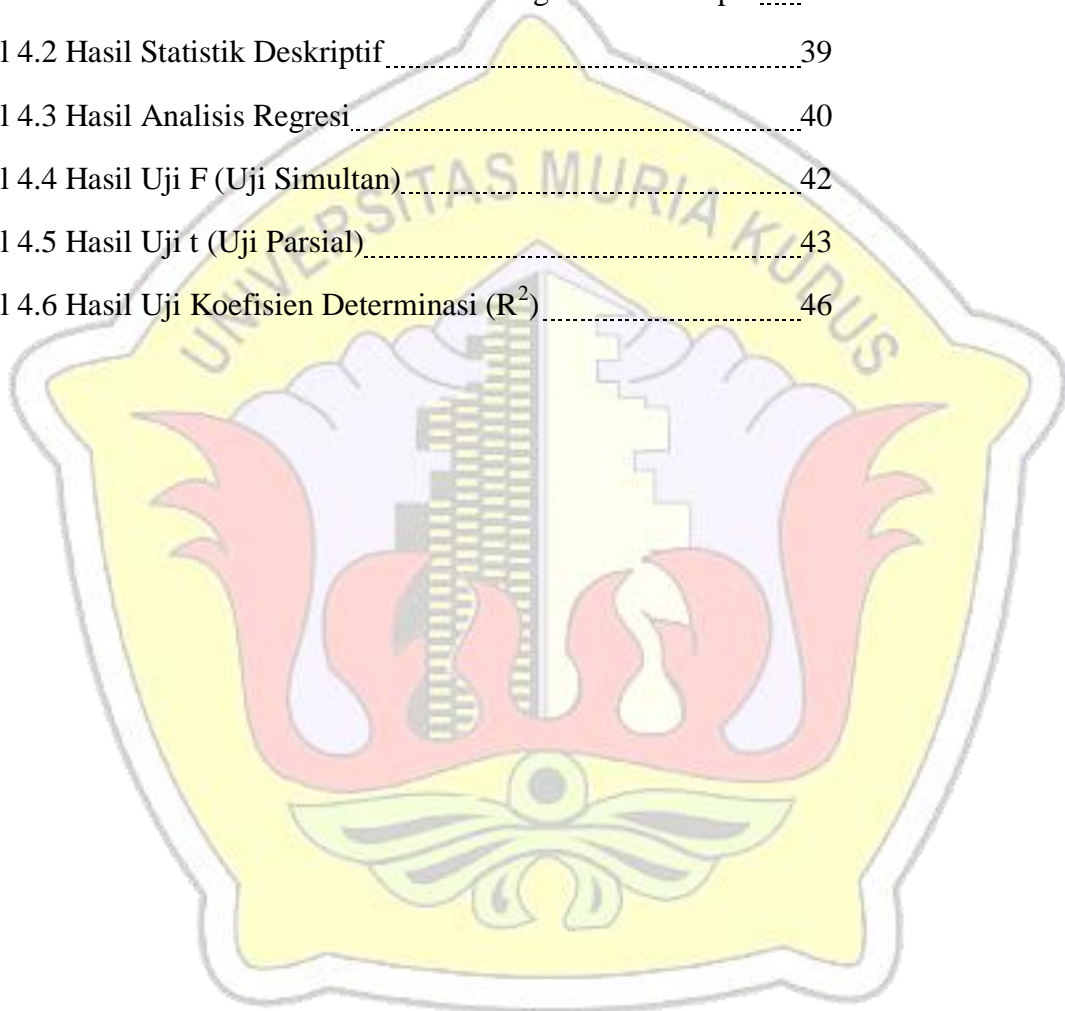 l 4.2 Hasil Statistik Deskriptif 39
l 4.3 Hasil Analisis Regresi 40
l 4.4 Hasil Uji F (Uji Simultan) 42
l 4.5 Hasil Uji t (Uji Parsial) 43
l 4.6 Hasil Uji Koefisien Determinasi (R²) 46
UNIVERSITAS MURIA KUDUS